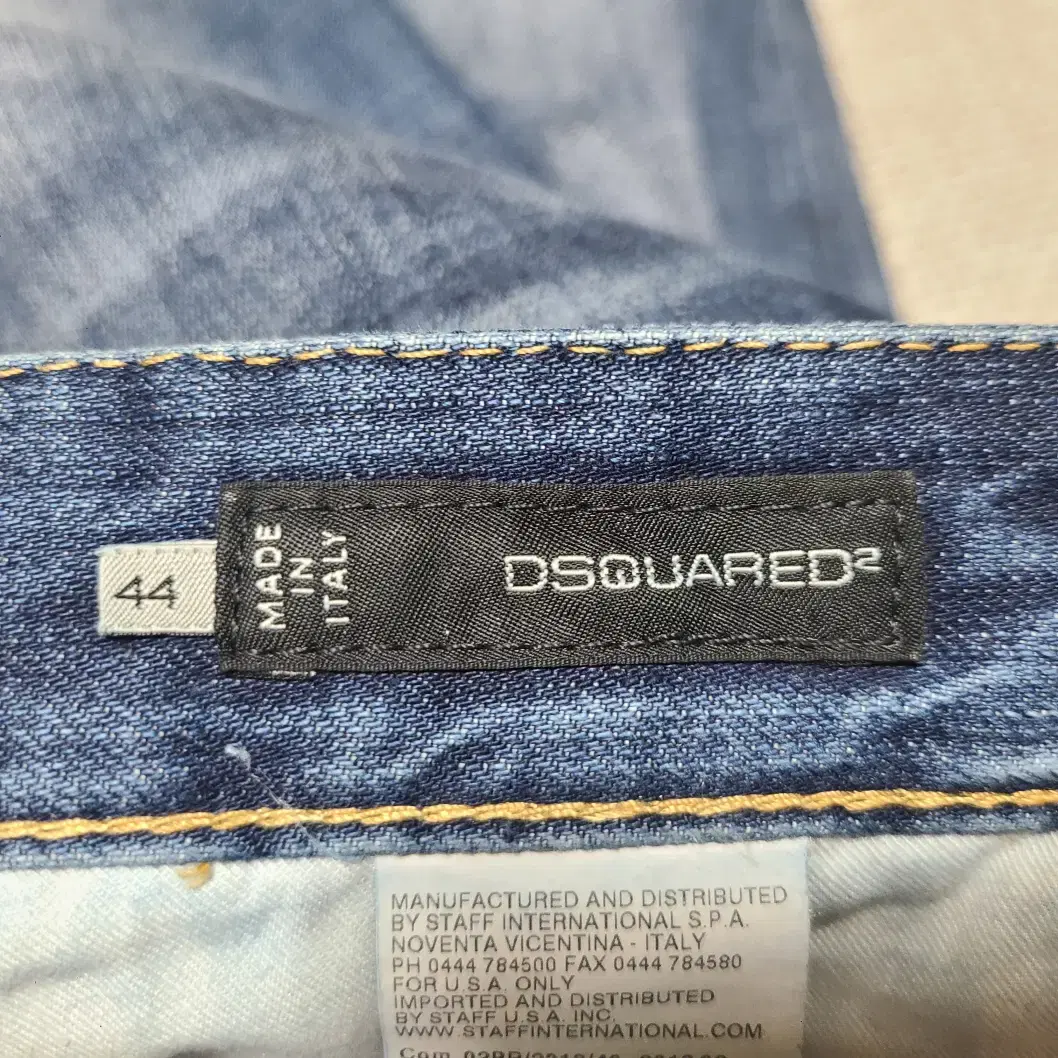 44
MADE
IN
ITALY
DSQUARED²
MANUFACTURED AND DISTRIBUTED
BY STAFF INTERNATIONAL S.P.A.
NOVENTA VICENTINA - ITALY
PH 0444 784500 FAX 0444 784580
FOR U.S.A. ONLY
IMPORTED AND DISTRIBUTED
BY STAFF U.S.A. INC.
WWW.STAFFINTERNATIONAL.COM